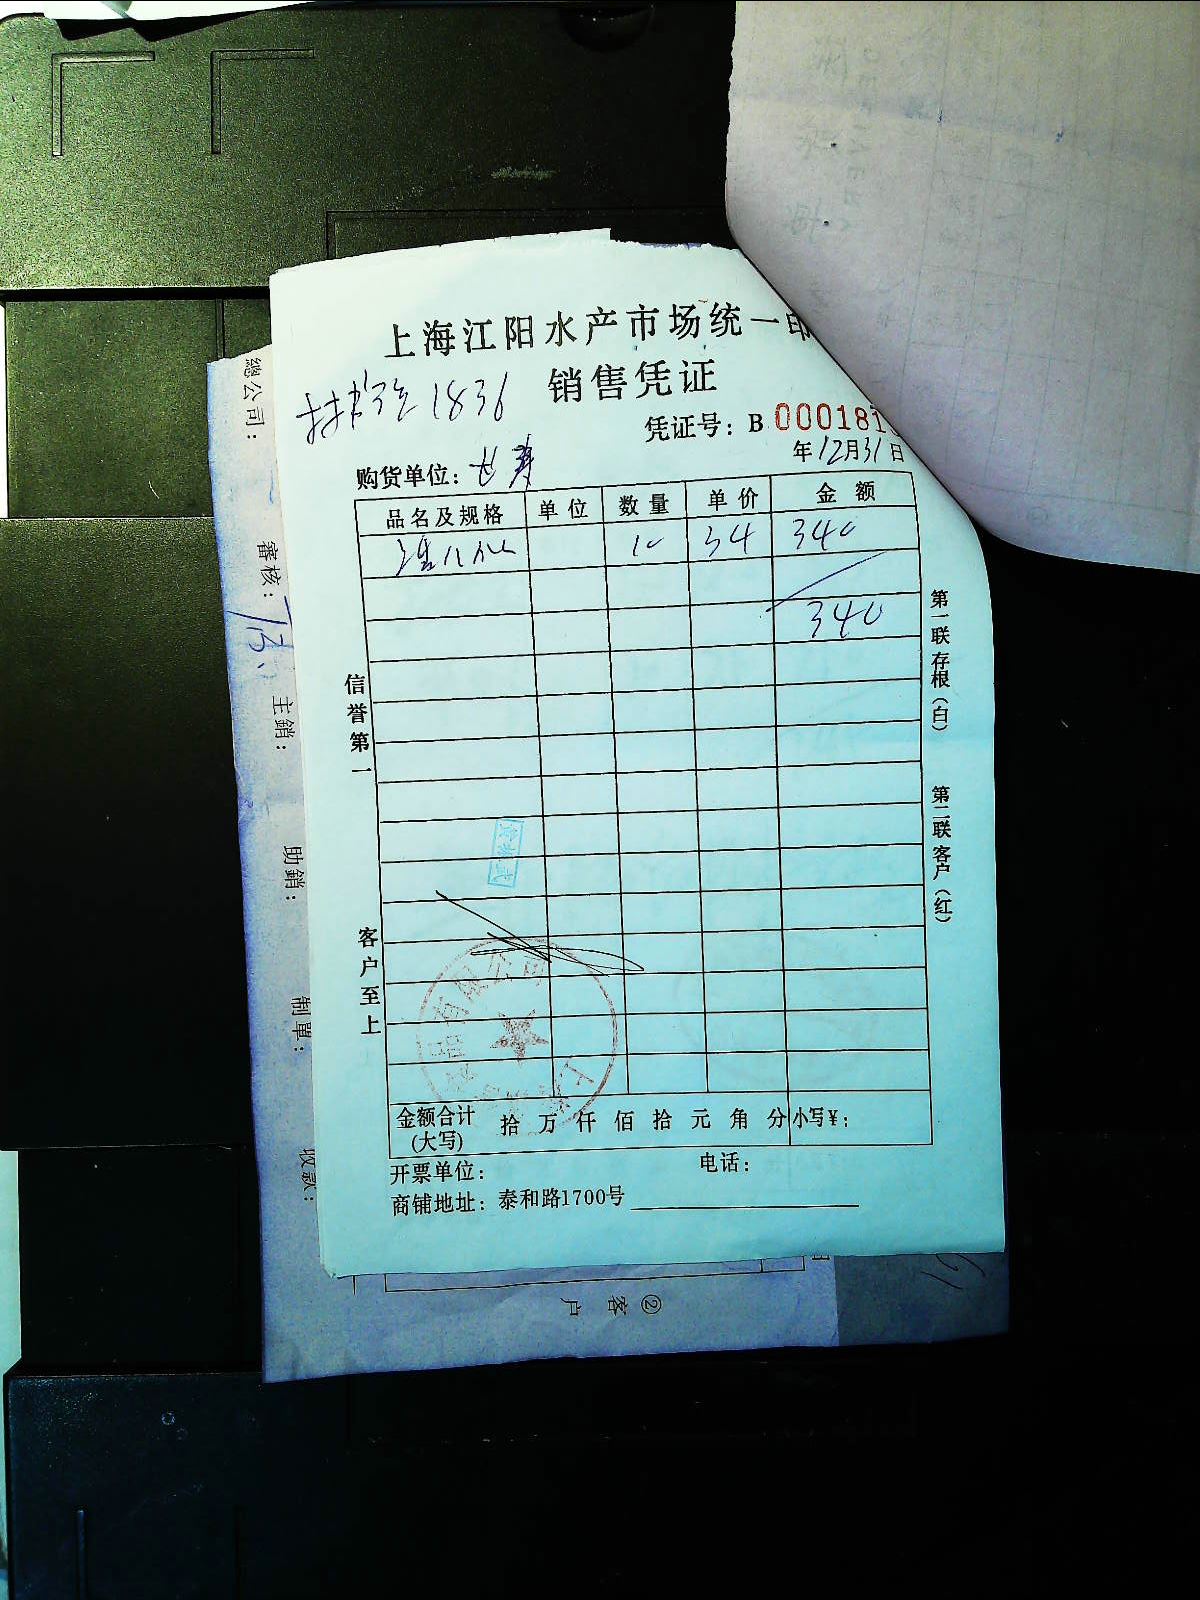 上海江阳水产市场统一印
销售凭证
1836
凭证号：B 000181
年12月31日
购货单位：长寿
品名及规格 单位 数量 单价 金额
10 34 340
340
信誉第一
客户至上
第一联存根（白）
第二联客户（红）
有限公司
金额合计（大写） 拾 万 仟 佰 拾 元 角 分 小写￥：
开票单位： 电话：
商铺地址：泰和路1700号
總公司：
審核：
主銷：
助銷：
制單：
收款：
②客户